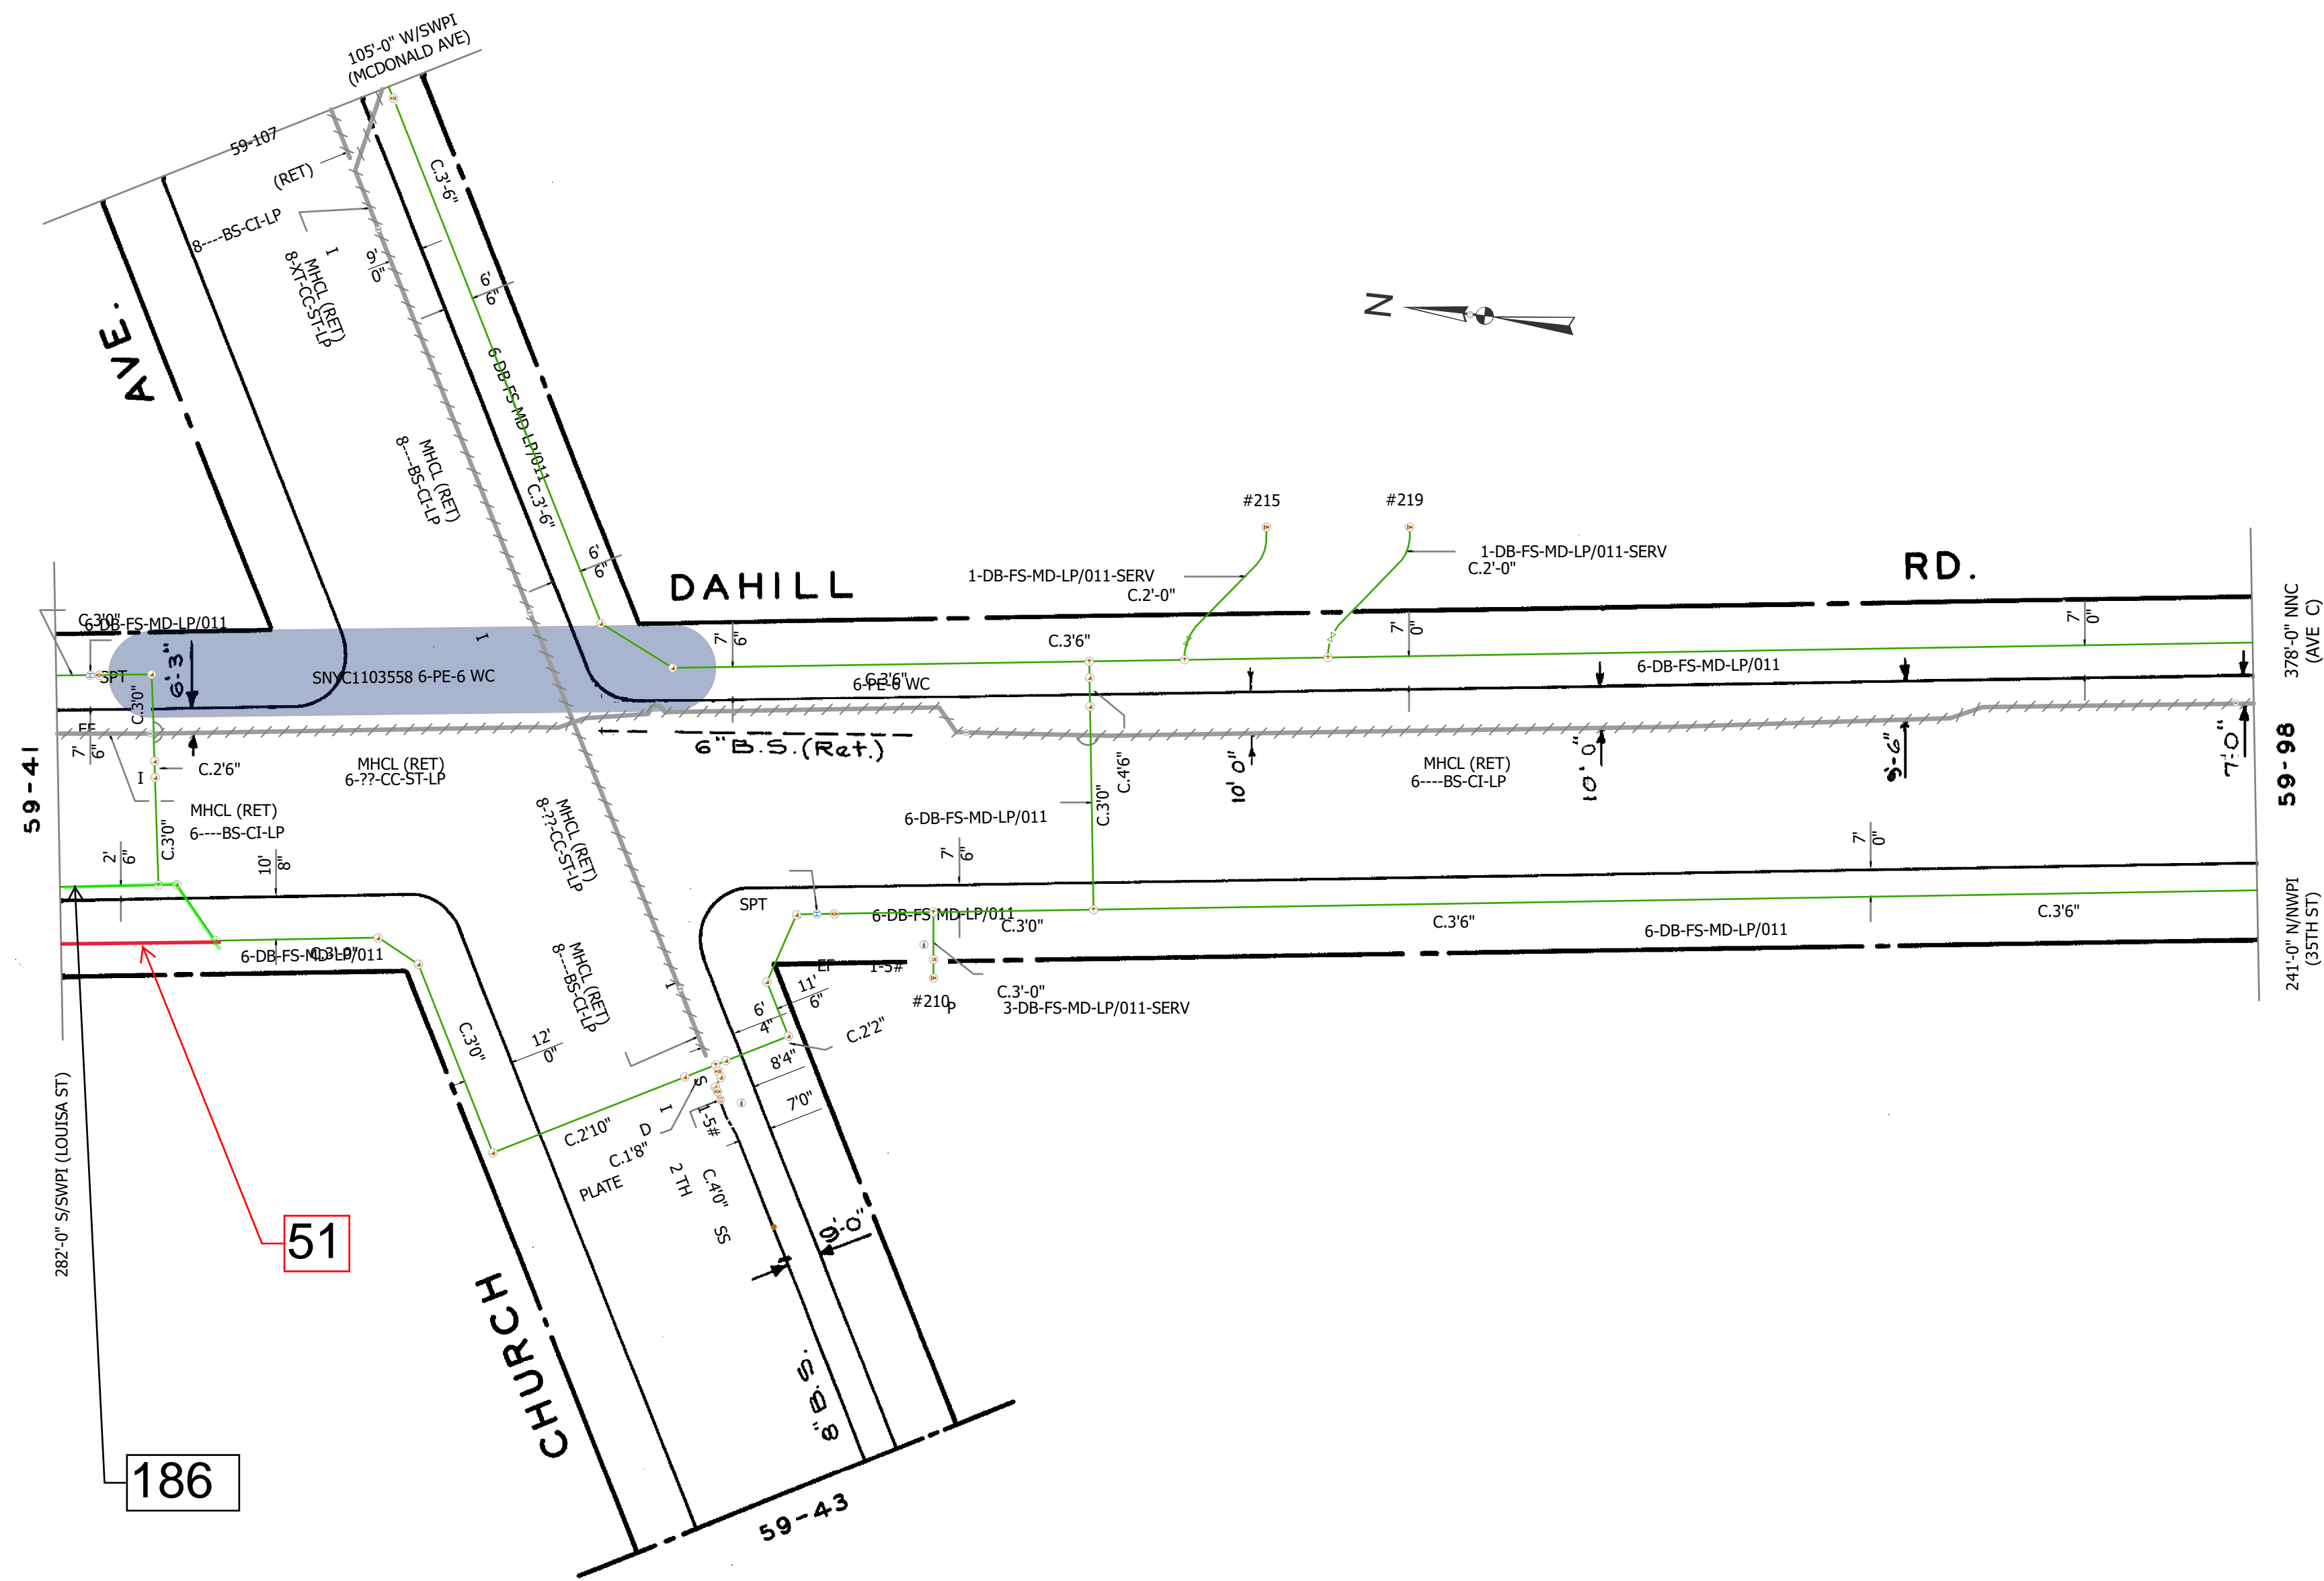 105'-0" W/SWPI
(MCDONALD AVE)
59-107
(RET)
8----BS-CI-LP
C.3'-6"
I
MHCL (RET)
8-XT-CC-ST-LP
9'
0"
6'
6"
N
AVE.
6-DB-FS-MD-LP/011
C.3'-6"
MHCL (RET)
8----BS-CI-LP
6'
6"
#215
#219
1-DB-FS-MD-LP/011-SERV
C.2'-0"
1-DB-FS-MD-LP/011-SERV
C.2'-0"
DAHILL
RD.
C.3'0"
6-DB-FS-MD-LP/011
I
7'
6"
C.3'6"
7'
0"
7'
0"
378'-0" NNC
(AVE C)
SPT
6'-3"
SNYC1103558 6-PE-6 WC
C.3'6"
6-PE-6 WC
6-DB-FS-MD-LP/011
C.3'0"
EF
7'
6"
6"B.S.(Ret.)
59-41
59-98
I
C.2'6"
MHCL (RET)
6-??-CC-ST-LP
C.4'6"
10'0"
MHCL (RET)
6----BS-CI-LP
10'0"
9'-6"
7'-0"
MHCL (RET)
6----BS-CI-LP
C.3'0"
MHCL (RET)
8-??-CC-ST-LP
6-DB-FS-MD-LP/011
C.3'0"
2'
6"
10'
8"
7'
6"
7'
0"
SPT
6-DB-FS-MD-LP/011
C.3'0"
C.3'6"
6-DB-FS-MD-LP/011
C.3'6"
241'-0" N/NWPI
(35TH ST)
6-DB-FS-MD-LP/011
C.3'-0"
MHCL (RET)
8----BS-CI-LP
I
EF
1-5#
#210
P
C.3'-0"
3-DB-FS-MD-LP/011-SERV
11'
6"
6'
4"
C.2'2"
C.3'0"
12'
0"
8'4"
7'0"
S
I
D
1-5#
C.2'10"
C.1'8"
PLATE
2 TH
C.4'0"
SS
9'-0"
282'-0" S/SWPI (LOUISA ST)
51
CHURCH
8"B.S.
186
59-43